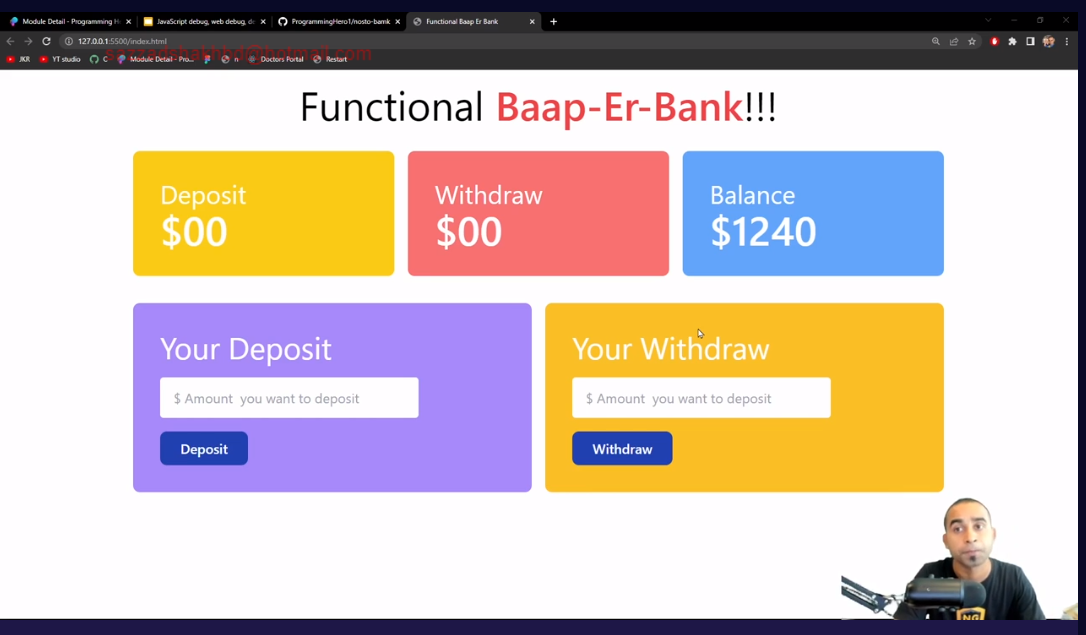 Module Detail - Programming H
JavaScript debug, web debug, de
ProgrammingHero1/nosto-bamk
Functional Baap Er Bank
127.0.0.1:5500/index.html
JKR
YT studio
C
Module Detail - Pro...
n
Doctors Portal
Restart
Functional Baap-Er-Bank!!!
Deposit
$00
Withdraw
$00
Balance
$1240
Your Deposit
$ Amount you want to deposit
Deposit
Your Withdraw
$ Amount you want to deposit
Withdraw